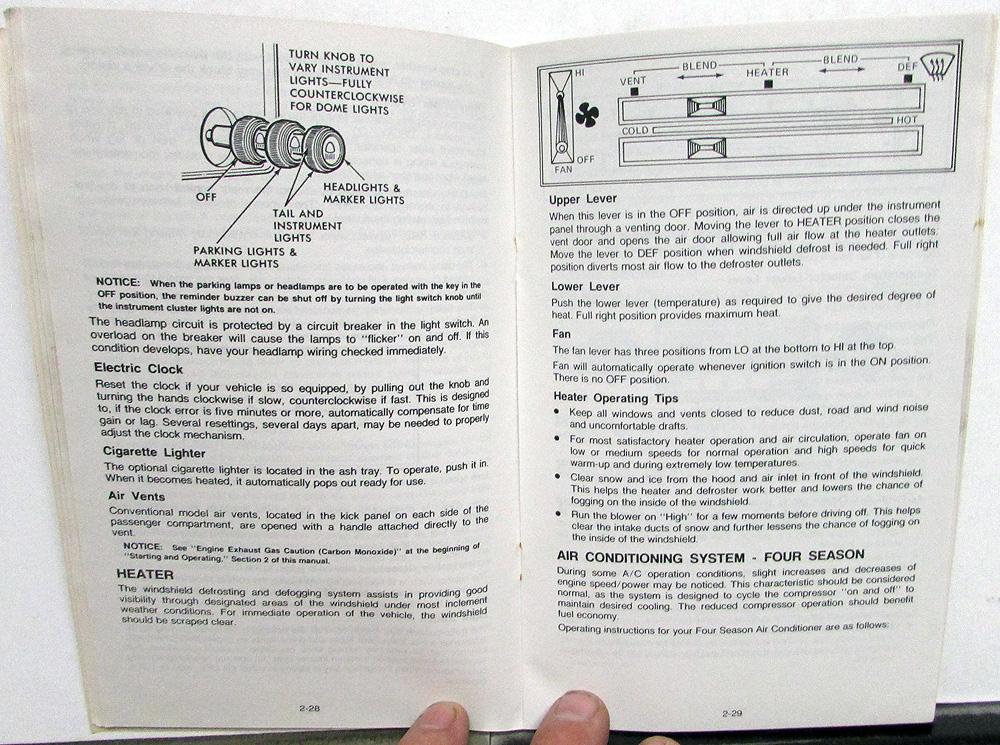 TURN KNOB TO
VARY INSTRUMENT
LIGHTS—FULLY
COUNTERCLOCKWISE
FOR DOME LIGHTS
OFF
HEADLIGHTS &
MARKER LIGHTS
TAIL AND
INSTRUMENT
LIGHTS
PARKING LIGHTS &
MARKER LIGHTS
NOTICE: When the parking lamps or headlamps are to be operated with the key in the
OFF position, the reminder buzzer can be shut off by turning the light switch knob until
the instrument cluster lights are not on.
The headlamp circuit is protected by a circuit breaker in the light switch. An
overload on the breaker will cause the lamps to "flicker" on and off. If this
condition develops, have your headlamp wiring checked immediately.
Electric Clock
Reset the clock if your vehicle is so equipped, by pulling out the knob and
turning the hands clockwise if slow, counterclockwise if fast. This is designed
to, if the clock error is five minutes or more, automatically compensate for time
gain or lag. Several resettings, several days apart, may be needed to properly
adjust the clock mechanism.
Cigarette Lighter
The optional cigarette lighter is located in the ash tray. To operate, push it in.
When it becomes heated, it automatically pops out ready for use.
Air Vents
Conventional model air vents, located in the kick panel on each side of the
passenger compartment, are opened with a handle attached directly to the
vent.
NOTICE: See "Engine Exhaust Gas Caution (Carbon Monoxide)" at the beginning of
"Starting and Operating," Section 2 of this manual.
HEATER
The windshield defrosting and defogging system assists in providing good
visibility through designated areas of the windshield under most inclement
weather conditions. For immediate operation of the vehicle, the windshield
should be scraped clear.
2-28
HI
VENT
BLEND
HEATER
BLEND
DEF
COLD
HOT
OFF
FAN
Upper Lever
When this lever is in the OFF position, air is directed up under the instrument
panel through a venting door. Moving the lever to HEATER position closes the
vent door and opens the air door allowing full air flow at the heater outlets.
Move the lever to DEF position when windshield defrost is needed. Full right
position diverts most air flow to the defroster outlets.
Lower Lever
Push the lower lever (temperature) as required to give the desired degree of
heat. Full right position provides maximum heat.
Fan
The fan lever has three positions from LO at the bottom to HI at the top.
Fan will automatically operate whenever ignition switch is in the ON position.
There is no OFF position.
Heater Operating Tips
• Keep all windows and vents closed to reduce dust, road and wind noise
and uncomfortable drafts.
• For most satisfactory heater operation and air circulation, operate fan on
low or medium speeds for normal operation and high speeds for quick
warm-up and during extremely low temperatures.
• Clear snow and ice from the hood and air inlet in front of the windshield.
This helps the heater and defroster work better and lowers the chance of
fogging on the inside of the windshield.
• Run the blower on "High" for a few moments before driving off. This helps
clear the intake ducts of snow and further lessens the chance of fogging on
the inside of the windshield.
AIR CONDITIONING SYSTEM - FOUR SEASON
During some A/C operation conditions, slight increases and decreases of
engine speed/power may be noticed. This characteristic should be considered
normal, as the system is designed to cycle the compressor "on and off" to
maintain desired cooling. The reduced compressor operation should benefit
fuel economy.
Operating instructions for your Four Season Air Conditioner are as follows:
2-29